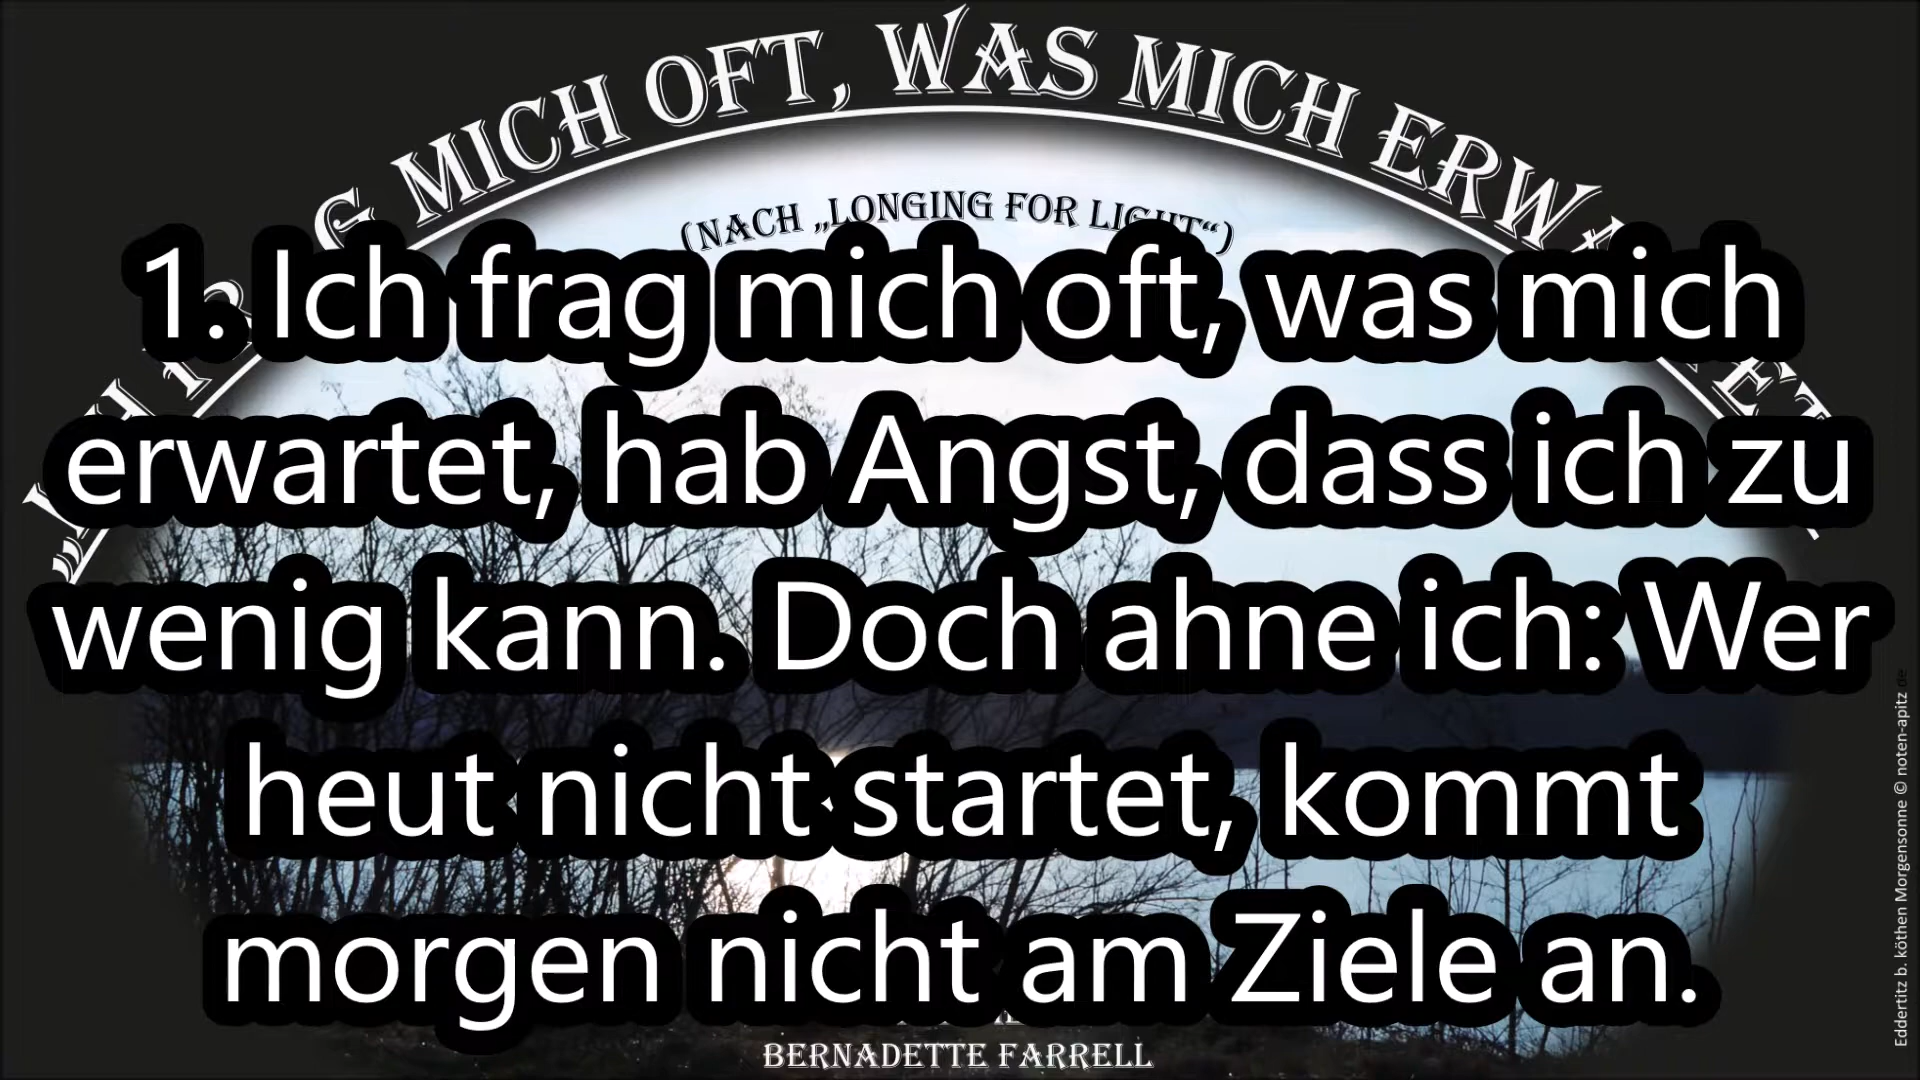 MICH OFT, WAS MICH
(NACH „LONGING FOR LIGHT“)
1. Ich frag mich oft, was mich
erwartet, hab Angst, dass ich zu
wenig kann. Doch ahne ich: Wer
heut nicht startet, kommt
morgen nicht am Ziele an.
BERNADETTE FARRELL
Eddertitz b. köthen Morgensonne © noten-apitz de